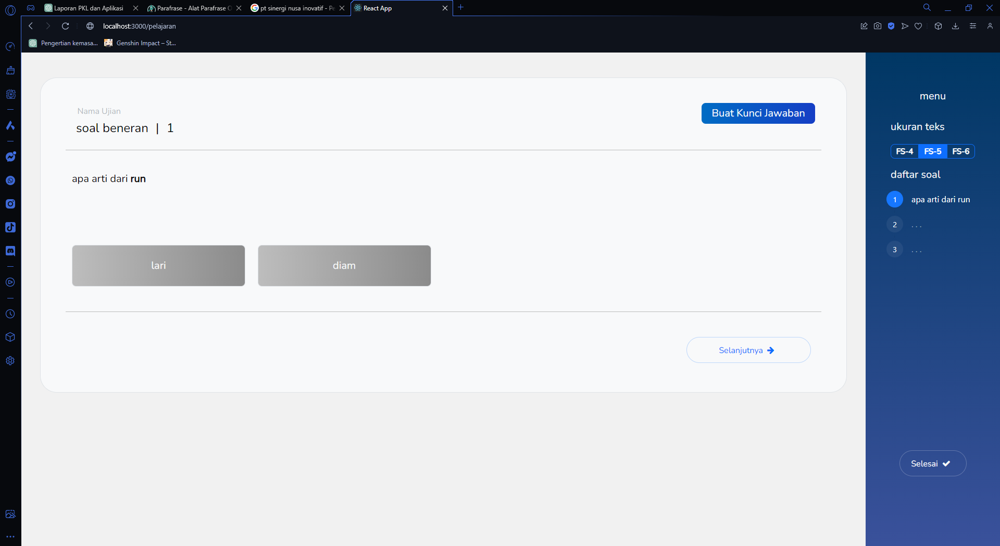 Laporan PKL dan Aplikasi
Parafrase - Alat Parafrase
pt sinergi nusa inovatif -
React App
localhost:3000/pelajaran
Pengertian kemasa...
Genshin Impact – St...
menu
Nama Ujian
soal beneran | 1
Buat Kunci Jawaban
ukuran teks
FS-4 FS-5 FS-6
daftar soal
apa arti dari run
1 apa arti dari run
2 ...
3 ...
lari
diam
Selanjutnya
Selesai